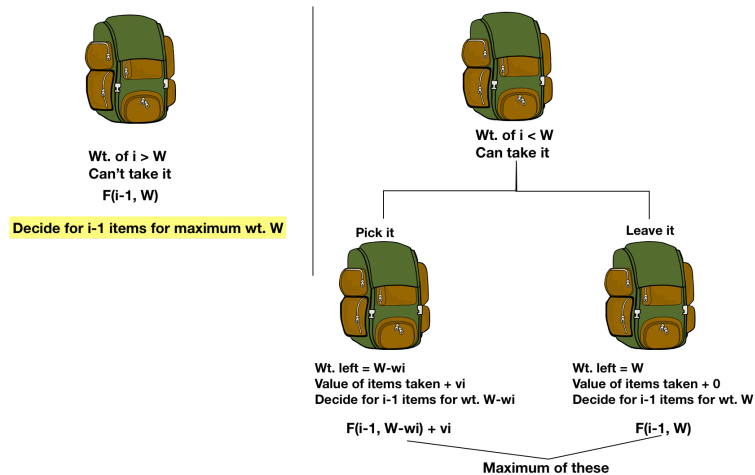 Wt. of i > W
Can't take it
F(i-1, W)
Decide for i-1 items for maximum wt. W
Wt. of i < W
Can take it
Pick it
Leave it
Wt. left = W-wi
Value of items taken + vi
Decide for i-1 items for wt. W-wi
F(i-1, W-wi) + vi
Wt. left = W
Value of items taken + 0
Decide for i-1 items for wt. W
F(i-1, W)
Maximum of these